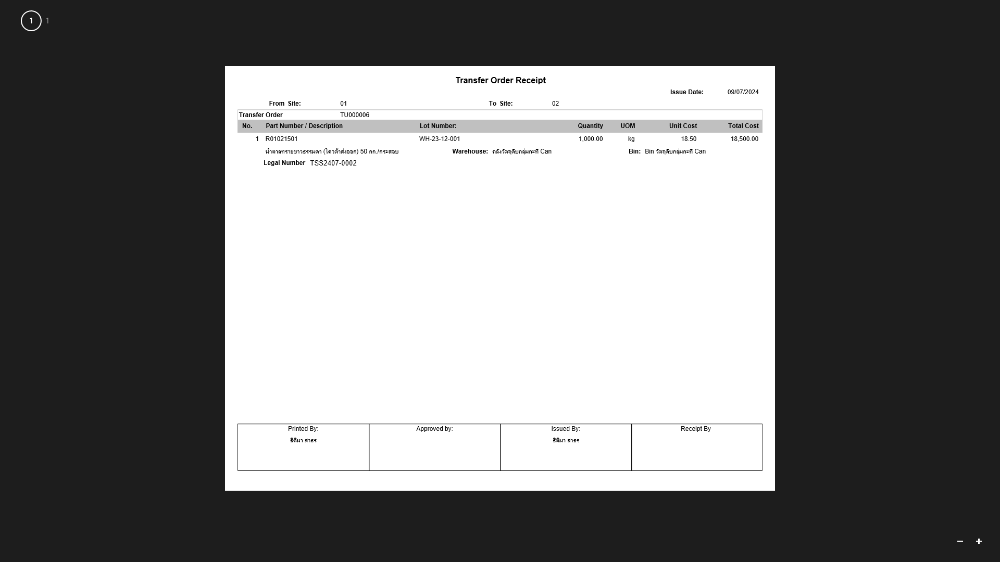 1 1
Transfer Order Receipt
Issue Date: 09/07/2024
From Site: 01 To Site: 02
Transfer Order TU000006
No. Part Number / Description Lot Number: Quantity UOM Unit Cost Total Cost
1 R01021501 WH-23-12-001 1,000.00 kg 18.50 18,500.00
น้ำตาลทรายขาวธรรมดา (โควต้าส่งออก) 50 กก./กระสอบ Warehouse: คลังวัตถุดิบกลุ่มกะทิ Can Bin: Bin วัตถุดิบกลุ่มกะทิ Can
Legal Number TSS2407-0002
Printed By: Approved by: Issued By: Receipt By
ธิติมา สาธร ธิติมา สาธร